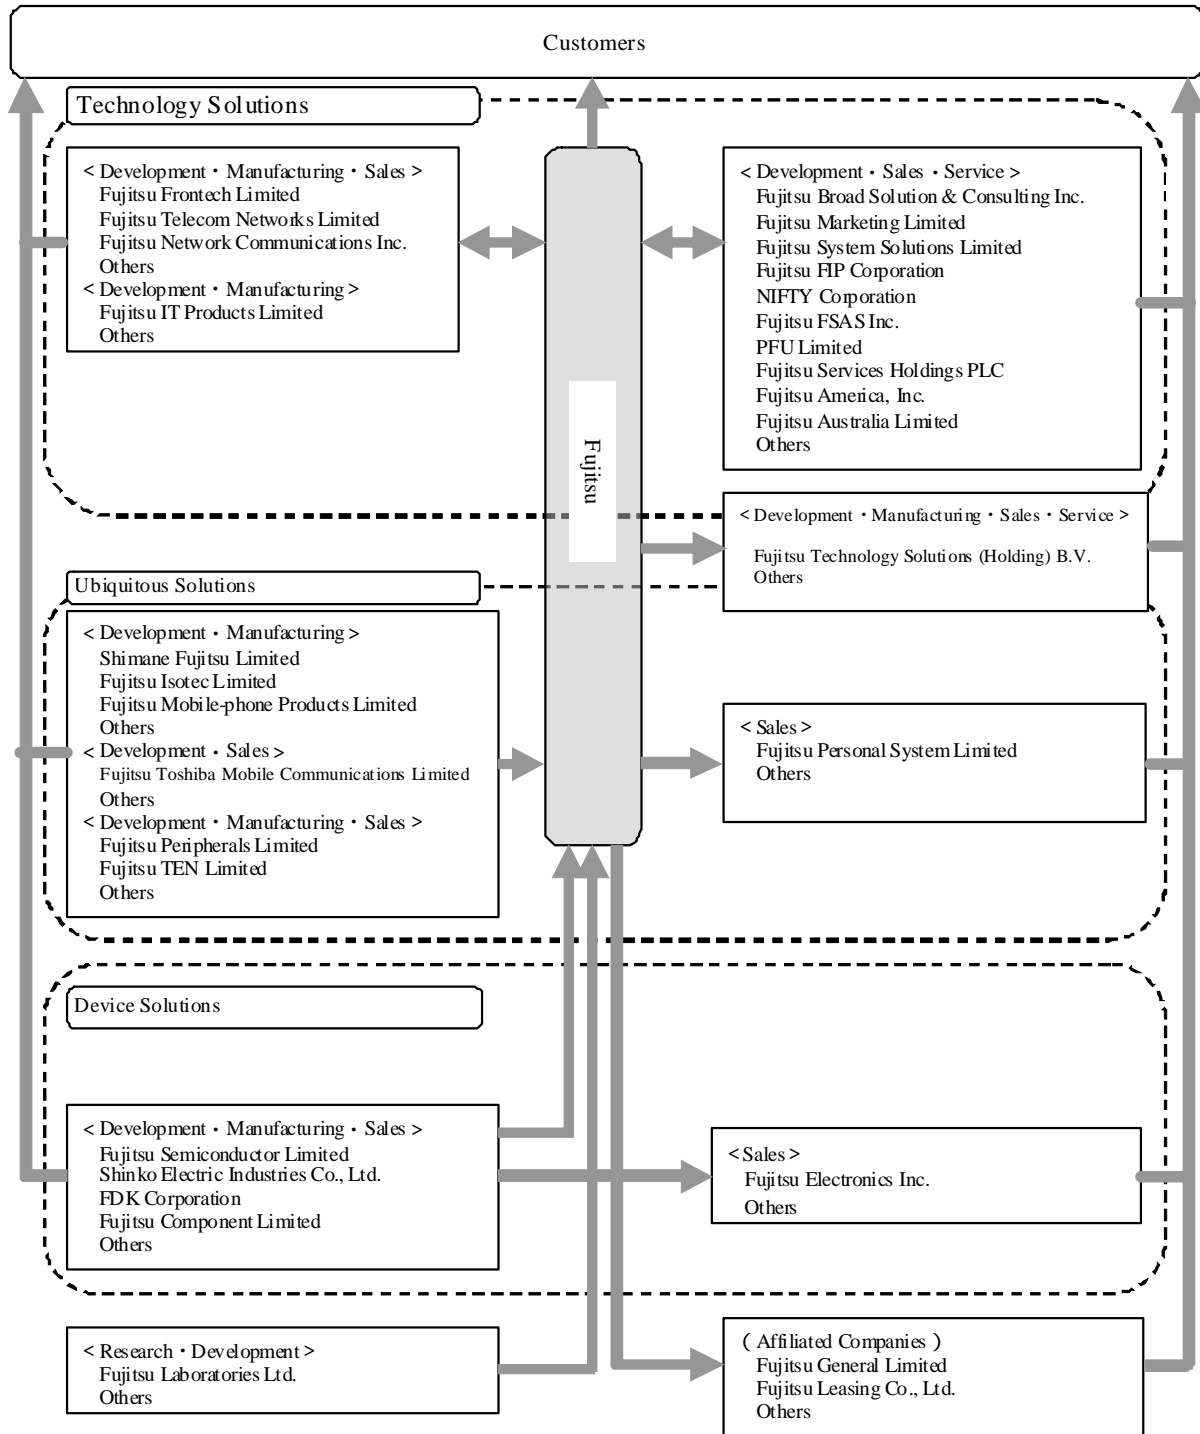 Customers
Technology Solutions
< Development・Manufacturing・Sales >
Fujitsu Frontech Limited
Fujitsu Telecom Networks Limited
Fujitsu Network Communications Inc.
Others
< Development・Manufacturing >
Fujitsu IT Products Limited
Others
Fujitsu
< Development・Sales・Service >
Fujitsu Broad Solution & Consulting Inc.
Fujitsu Marketing Limited
Fujitsu System Solutions Limited
Fujitsu FIP Corporation
NIFTY Corporation
Fujitsu FSAS Inc.
PFU Limited
Fujitsu Services Holdings PLC
Fujitsu America, Inc.
Fujitsu Australia Limited
Others
< Development・Manufacturing・Sales・Service >
Fujitsu Technology Solutions (Holding) B.V.
Others
Ubiquitous Solutions
< Development・Manufacturing >
Shimane Fujitsu Limited
Fujitsu Isotec Limited
Fujitsu Mobile-phone Products Limited
Others
< Development・Sales >
Fujitsu Toshiba Mobile Communications Limited
Others
< Development・Manufacturing・Sales >
Fujitsu Peripherals Limited
Fujitsu TEN Limited
Others
< Sales >
Fujitsu Personal System Limited
Others
Device Solutions
< Development・Manufacturing・Sales >
Fujitsu Semiconductor Limited
Shinko Electric Industries Co., Ltd.
FDK Corporation
Fujitsu Component Limited
Others
< Sales >
Fujitsu Electronics Inc.
Others
< Research・Development >
Fujitsu Laboratories Ltd.
Others
( Affiliated Companies )
Fujitsu General Limited
Fujitsu Leasing Co., Ltd.
Others